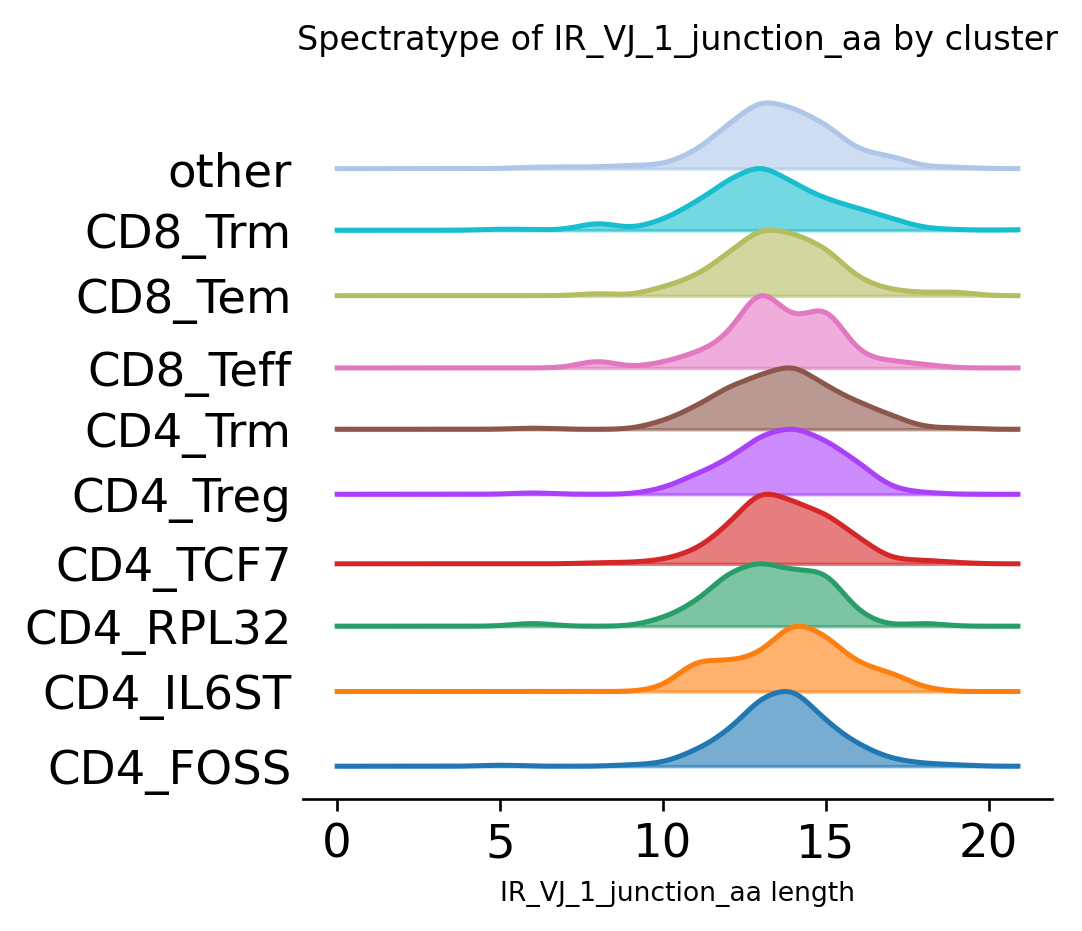 Spectratype of IR_VJ_1_junction_aa by cluster
other
CD8_Trm
CD8_Tem
CD8_Teff
CD4_Trm
CD4_Treg
CD4_TCF7
CD4_RPL32
CD4_IL6ST
CD4_FOSS
0 5 10 15 20
IR_VJ_1_junction_aa length